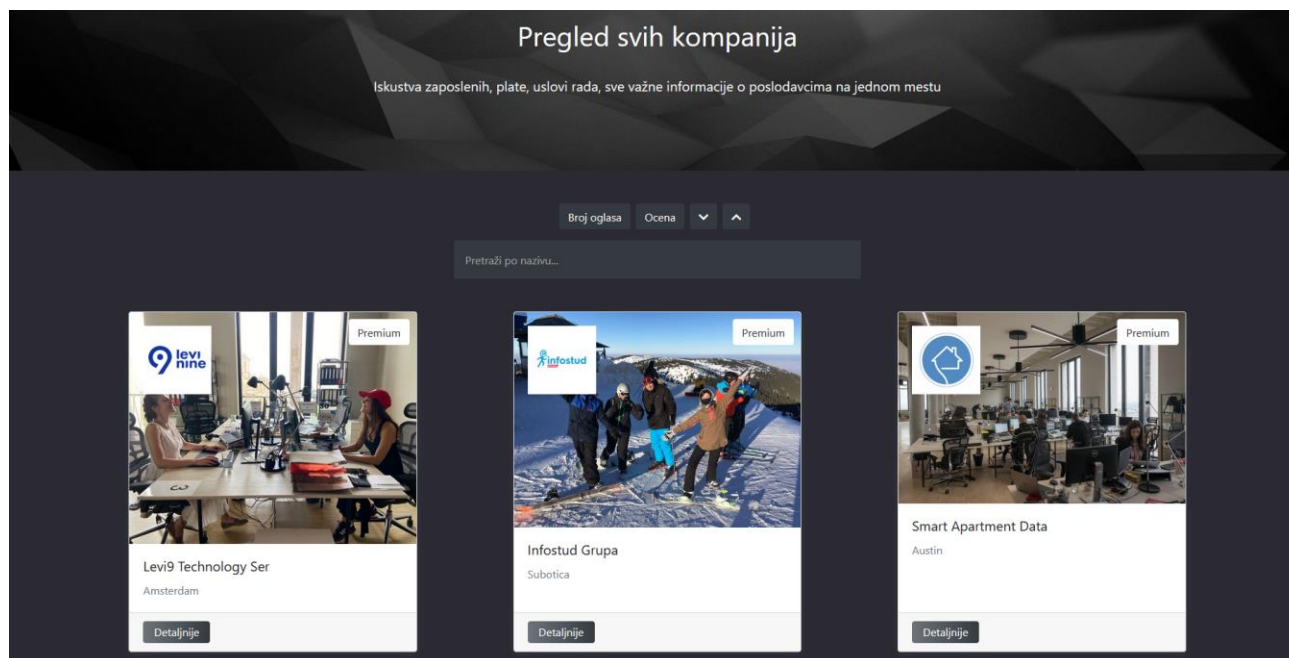 Pregled svih kompanija
Iskustva zaposlenih, plate, uslovi rada, sve važne informacije o poslodavcima na jednom mestu
Broj oglasa Ocena
Pretraži po nazivu...
Premium
levi
nine
Levi9 Technology Ser
Amsterdam
Detaljnije
Premium
infostud
Infostud Grupa
Subotica
Detaljnije
Premium
Smart Apartment Data
Austin
Detaljnije